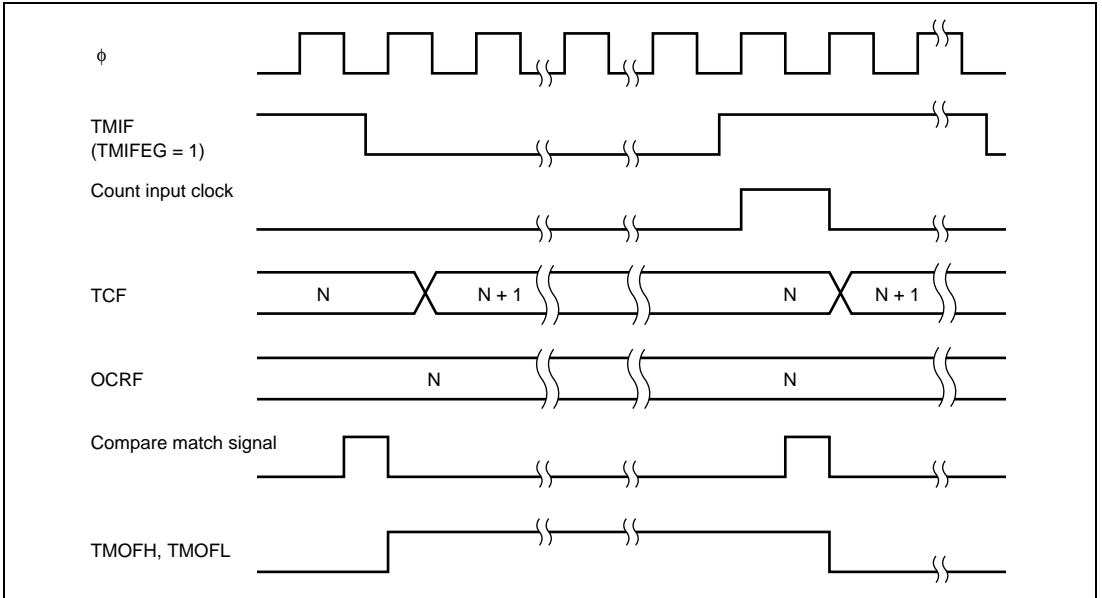 φ
TMIF
(TMIFEG = 1)
Count input clock
TCF N N + 1 N N + 1
OCRF N N
Compare match signal
TMOFH, TMOFL